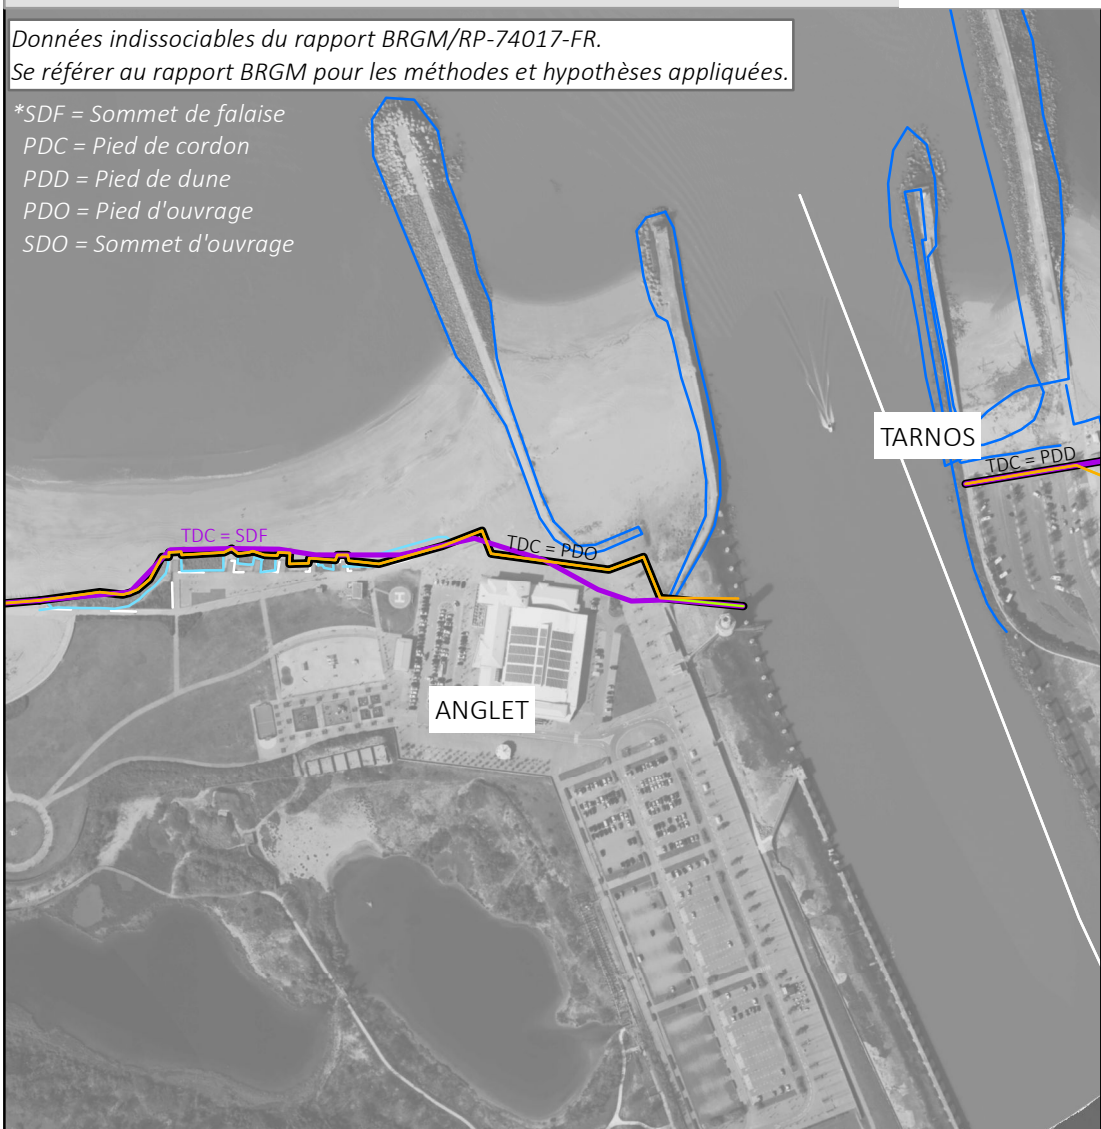 Données indissociables du rapport BRGM/RP-74017-FR.
Se référer au rapport BRGM pour les méthodes et hypothèses appliquées.
*SDF = Sommet de falaise
PDC = Pied de cordon
PDD = Pied de dune
PDO = Pied d'ouvrage
SDO = Sommet d'ouvrage
TARNOS
TDC = PDD
TDC = SDF
TDC = PDO
H
ANGLET